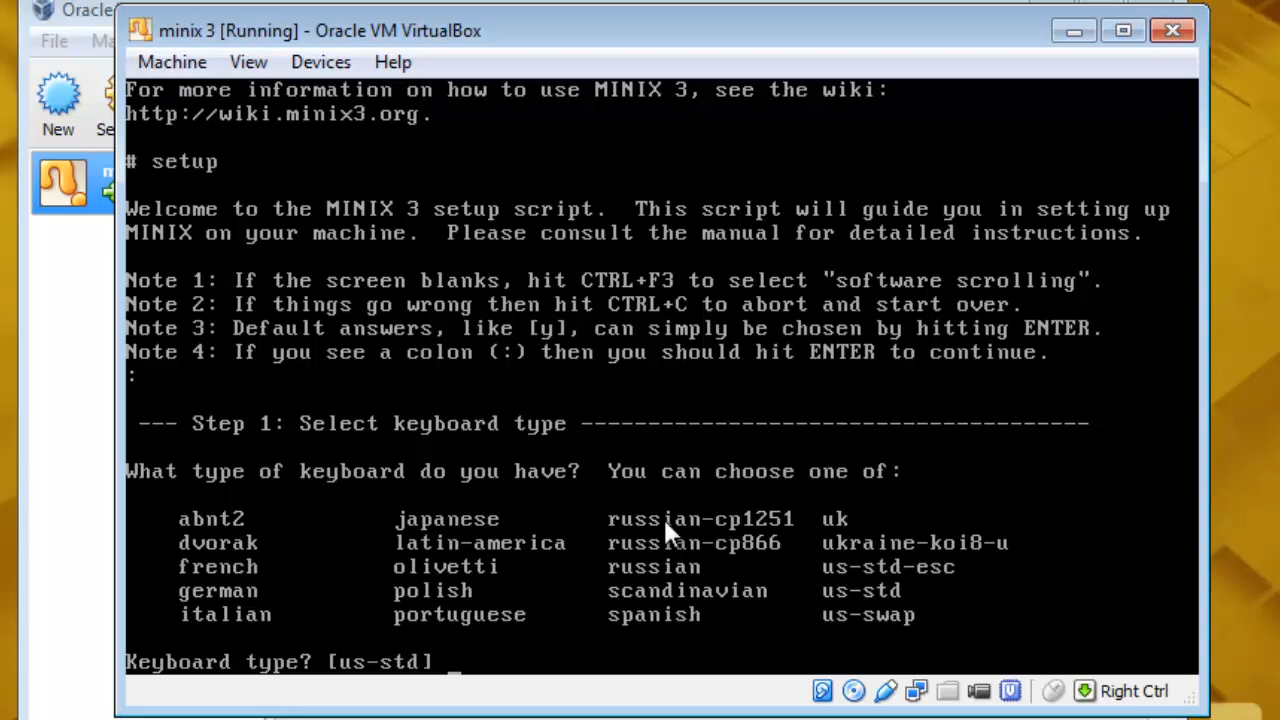 Oracle
minix 3 [Running] - Oracle VM VirtualBox
File Ma
Machine View Devices Help
New Se
m
For more information on how to use MINIX 3, see the wiki:
http://wiki.minix3.org.
# setup
Welcome to the MINIX 3 setup script.  This script will guide you in setting up
MINIX on your machine.  Please consult the manual for detailed instructions.
Note 1: If the screen blanks, hit CTRL+F3 to select "software scrolling".
Note 2: If things go wrong then hit CTRL+C to abort and start over.
Note 3: Default answers, like [y], can simply be chosen by hitting ENTER.
Note 4: If you see a colon (:) then you should hit ENTER to continue.
:
--- Step 1: Select keyboard type --------------------------------------
What type of keyboard do you have?  You can choose one of:
abnt2 japanese russian-cp1251 uk
dvorak latin-america russian-cp866 ukraine-koi8-u
french olivetti russian us-std-esc
german polish scandinavian us-std
italian portuguese spanish us-swap
Keyboard type? [us-std] _
Right Ctrl